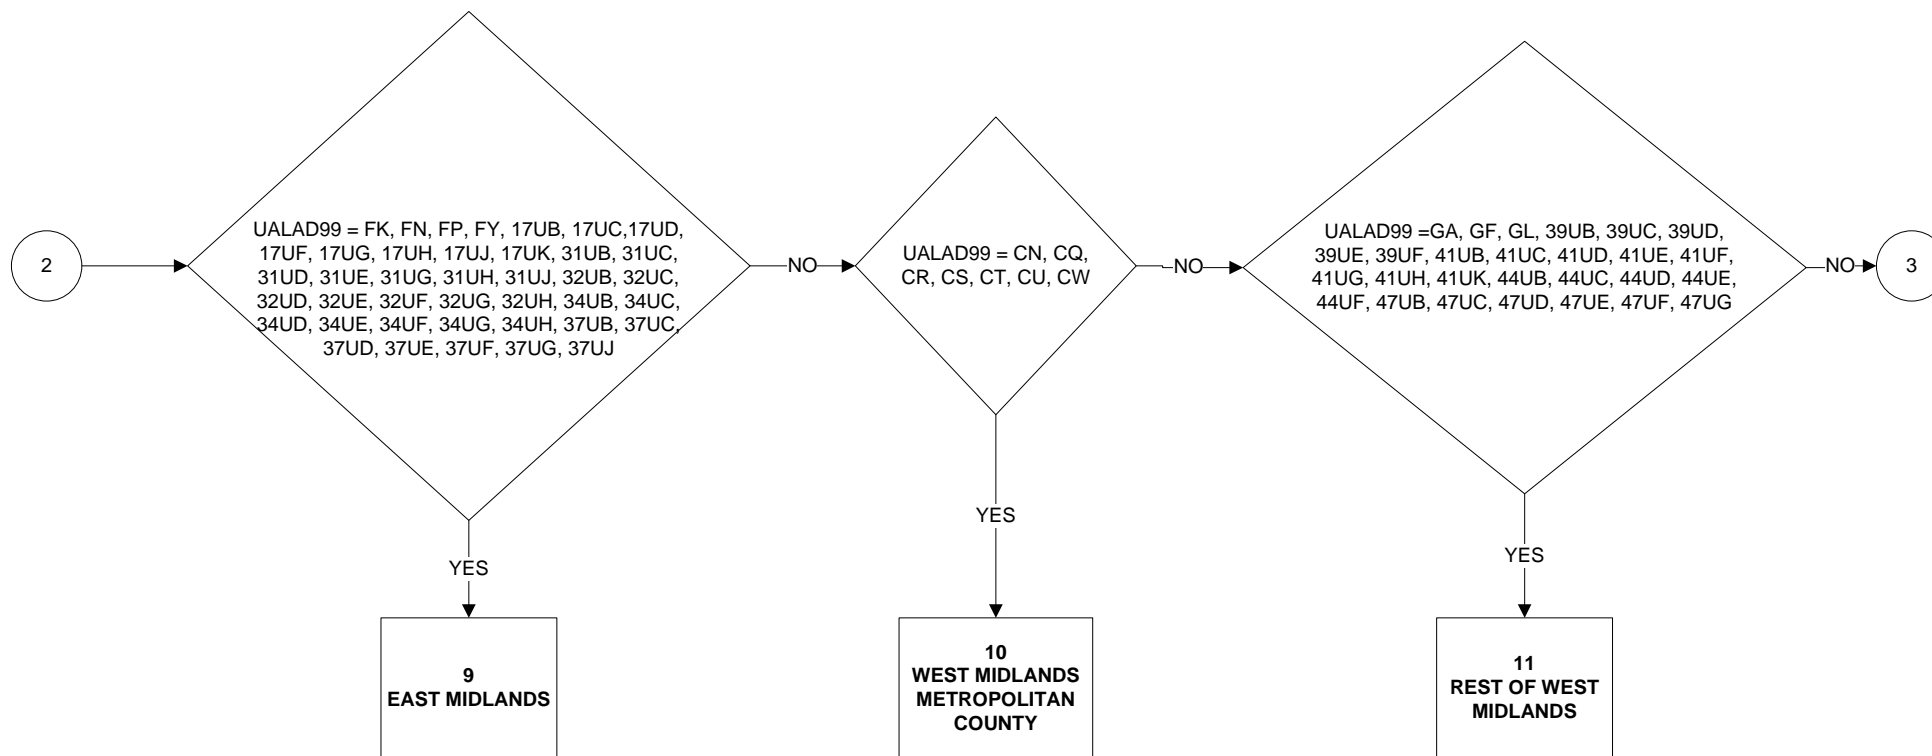 2
UALAD99 = FK, FN, FP, FY, 17UB, 17UC,17UD,
17UF, 17UG, 17UH, 17UJ, 17UK, 31UB, 31UC,
31UD, 31UE, 31UG, 31UH, 31UJ, 32UB, 32UC,
32UD, 32UE, 32UF, 32UG, 32UH, 34UB, 34UC,
34UD, 34UE, 34UF, 34UG, 34UH, 37UB, 37UC,
37UD, 37UE, 37UF, 37UG, 37UJ
NO
UALAD99 = CN, CQ,
CR, CS, CT, CU, CW
NO
UALAD99 =GA, GF, GL, 39UB, 39UC, 39UD,
39UE, 39UF, 41UB, 41UC, 41UD, 41UE, 41UF,
41UG, 41UH, 41UK, 44UB, 44UC, 44UD, 44UE,
44UF, 47UB, 47UC, 47UD, 47UE, 47UF, 47UG
NO
3
YES
YES
YES
9
EAST MIDLANDS
10
WEST MIDLANDS
METROPOLITAN
COUNTY
11
REST OF WEST
MIDLANDS